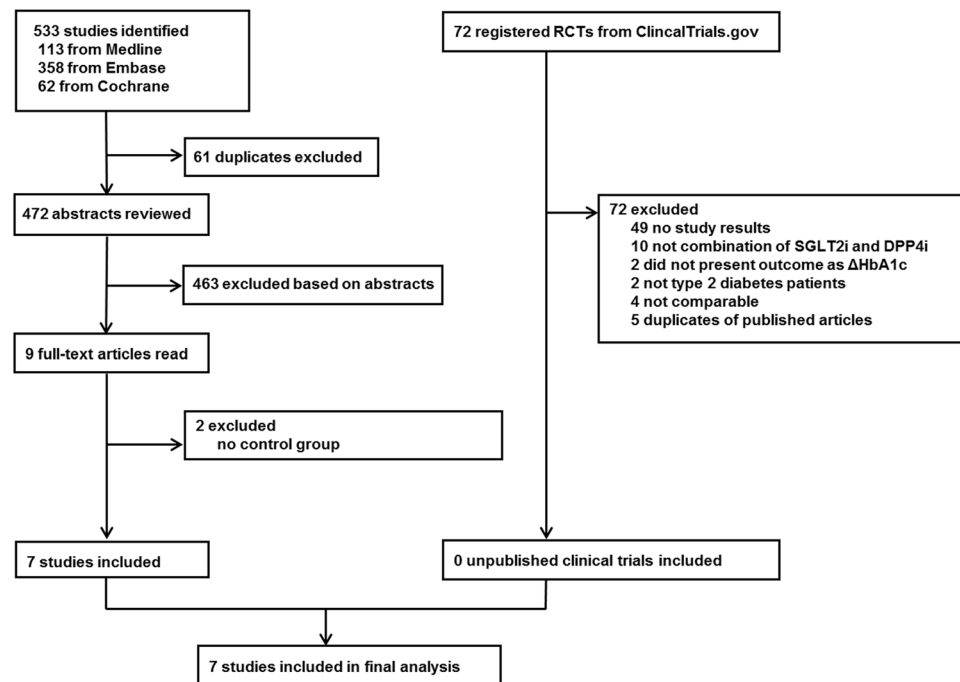 533 studies identified
113 from Medline
358 from Embase
62 from Cochrane
61 duplicates excluded
472 abstracts reviewed
463 excluded based on abstracts
9 full-text articles read
2 excluded
no control group
7 studies included
72 registered RCTs from ClincalTrials.gov
72 excluded
49 no study results
10 not combination of SGLT2i and DPP4i
2 did not present outcome as ΔHbA1c
2 not type 2 diabetes patients
4 not comparable
5 duplicates of published articles
0 unpublished clinical trials included
7 studies included in final analysis